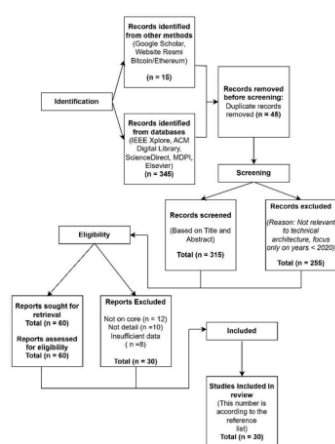 Records identified
from other methods
(Google Scholar,
Website Resmi
Bitcoin/Ethereum)
(n = 15)
Identification
Records removed
before screening:
Duplicate records
removed (n = 45)
Records identified
from databases
(IEEE Xplore, ACM
Digital Library,
ScienceDirect, MDPI,
Elsevier)
(n = 345)
Screening
Records screened
(Based on Title and
Abstract)
Total (n = 315)
Records excluded
(Reason: Not relevant
to technical
architecture, focus
only on years < 2020)
Total (n = 255)
Eligibility
Reports sought for
retrieval
Total (n = 60)
Reports assessed
for eligibility
Total (n = 60)
Reports Excluded
Not on core (n = 12)
Not detail (n =10)
Insufficient data
( n =8)
Total (n = 30)
Included
Studies included in
review
(This number is
according to the
reference
list)
Total (n = 30)